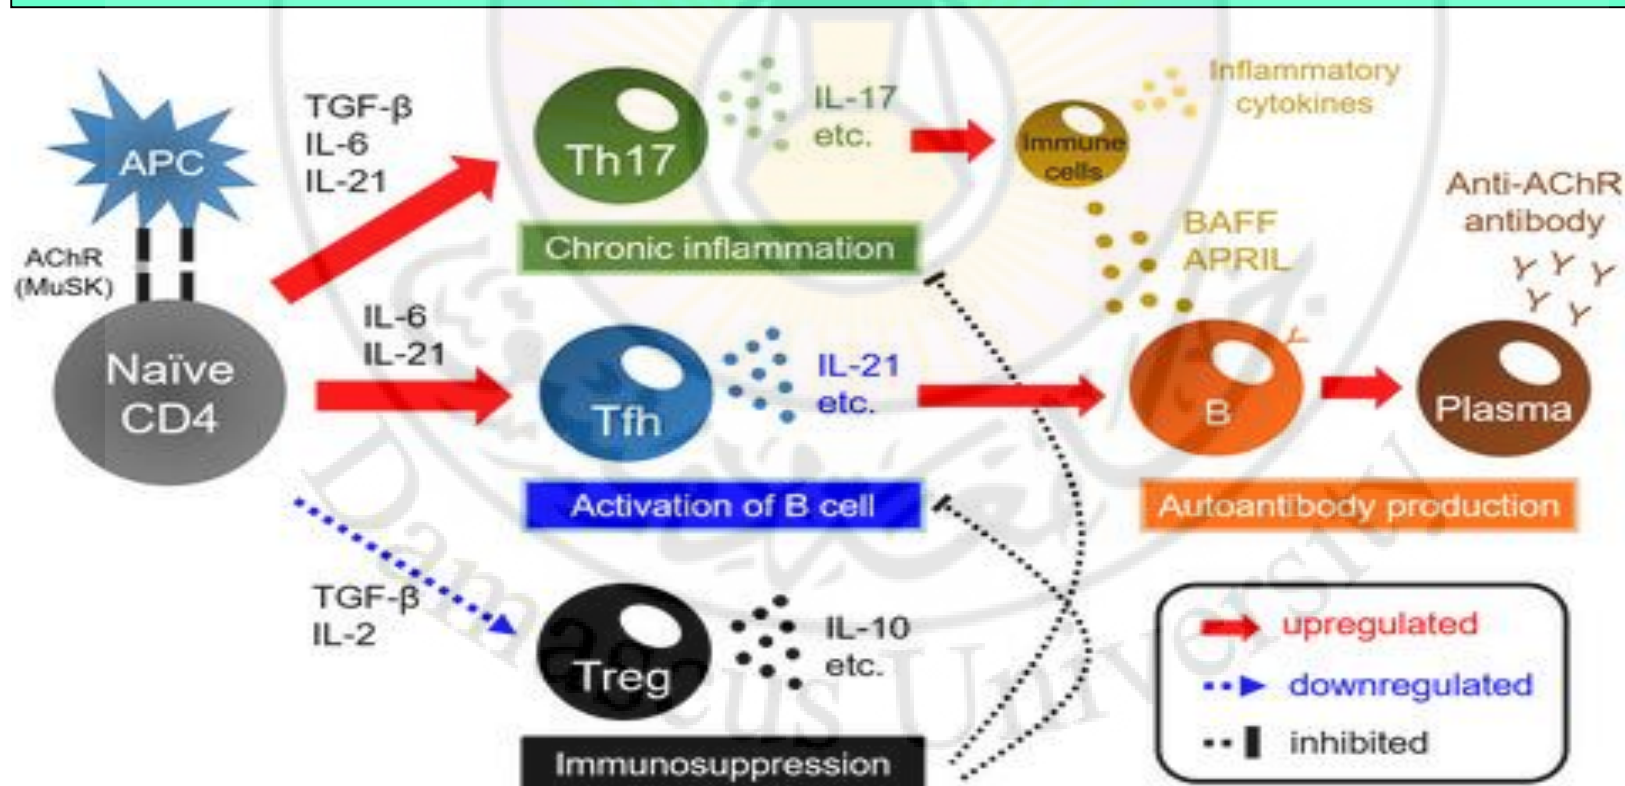 APC
AChR
(MuSK)
Naïve
CD4
TGF-β
IL-6
IL-21
Th17
IL-17
etc.
Immune
cells
Inflammatory
cytokines
Chronic inflammation
BAFF
APRIL
Anti-AChR
antibody
IL-6
IL-21
Tfh
IL-21
etc.
B
Plasma
Activation of B cell
Autoantibody production
TGF-β
IL-2
Treg
IL-10
etc.
Immunosuppression
upregulated
downregulated
inhibited
Damascus University